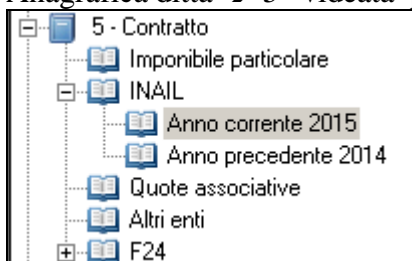 5 - Contratto
Imponibile particolare
INAIL
Anno corrente 2015
Anno precedente 2014
Quote associative
Altri enti
F24